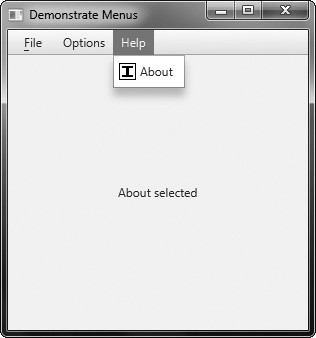 Demonstrate Menus
File Options Help
About
About selected